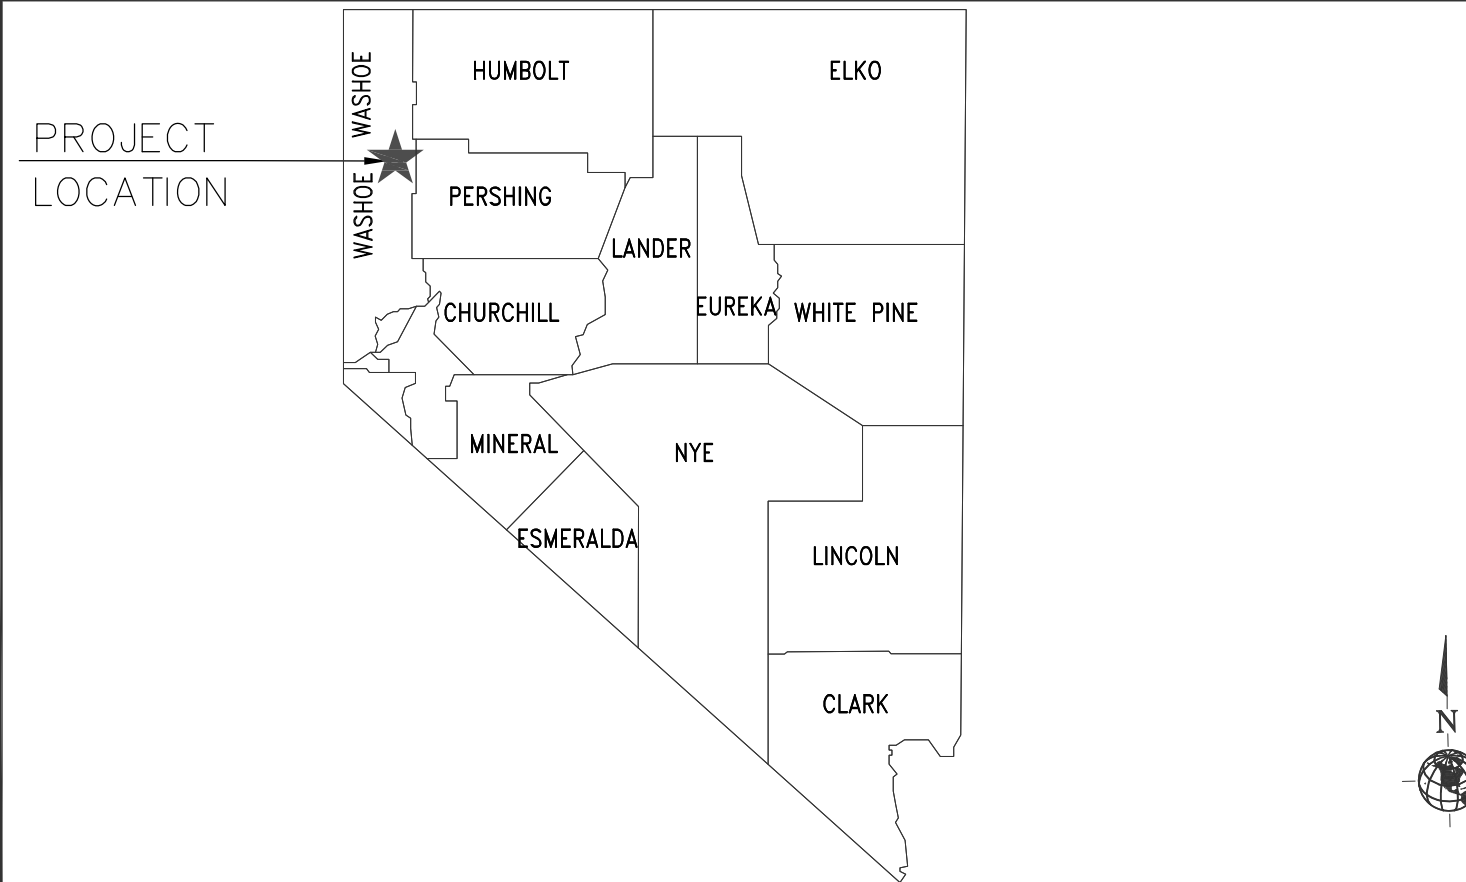 PROJECT
LOCATION
WASHOE
WASHOE
HUMBOLT
ELKO
PERSHING
LANDER
EUREKA
WHITE PINE
CHURCHILL
MINERAL
NYE
ESMERALDA
LINCOLN
CLARK
N